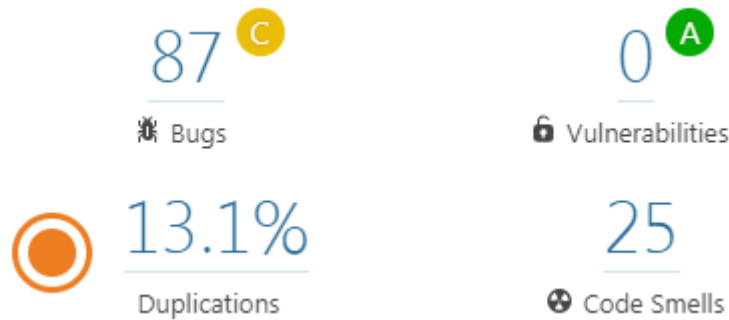 87 C
0 A
Bugs
Vulnerabilities
13.1%
25
Duplications
Code Smells